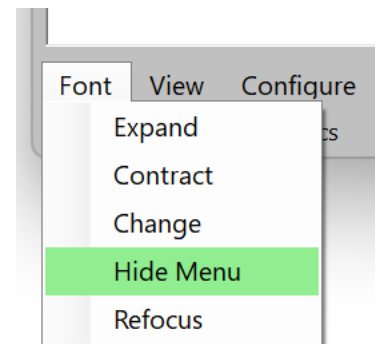 Font View Configure
Expand
Contract
Change
Hide Menu
Refocus